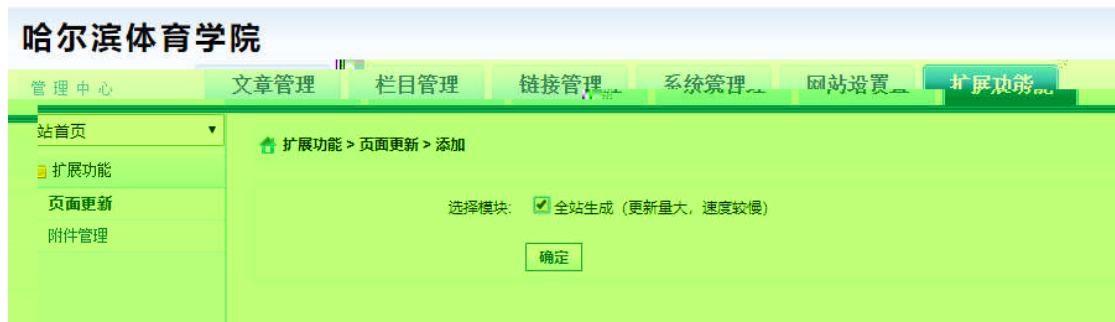 哈尔滨体育学院
管理中心 文章管理 栏目管理 链接管理 系统管理 网站设置 扩展功能
站首页
扩展功能 > 页面更新 > 添加
扩展功能
页面更新
选择模块: 全站生成（更新量大，速度较慢）
附件管理
确定